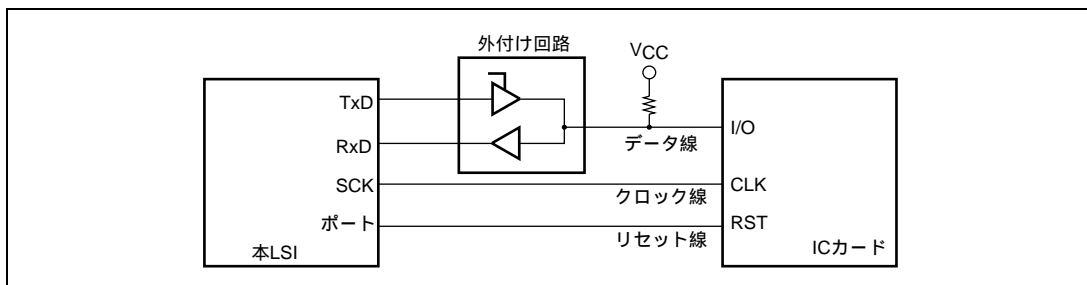 外付け回路
VCC
TxD
RxD
SCK
ポート
本LSI
データ線
クロック線
リセット線
I/O
CLK
RST
ICカード